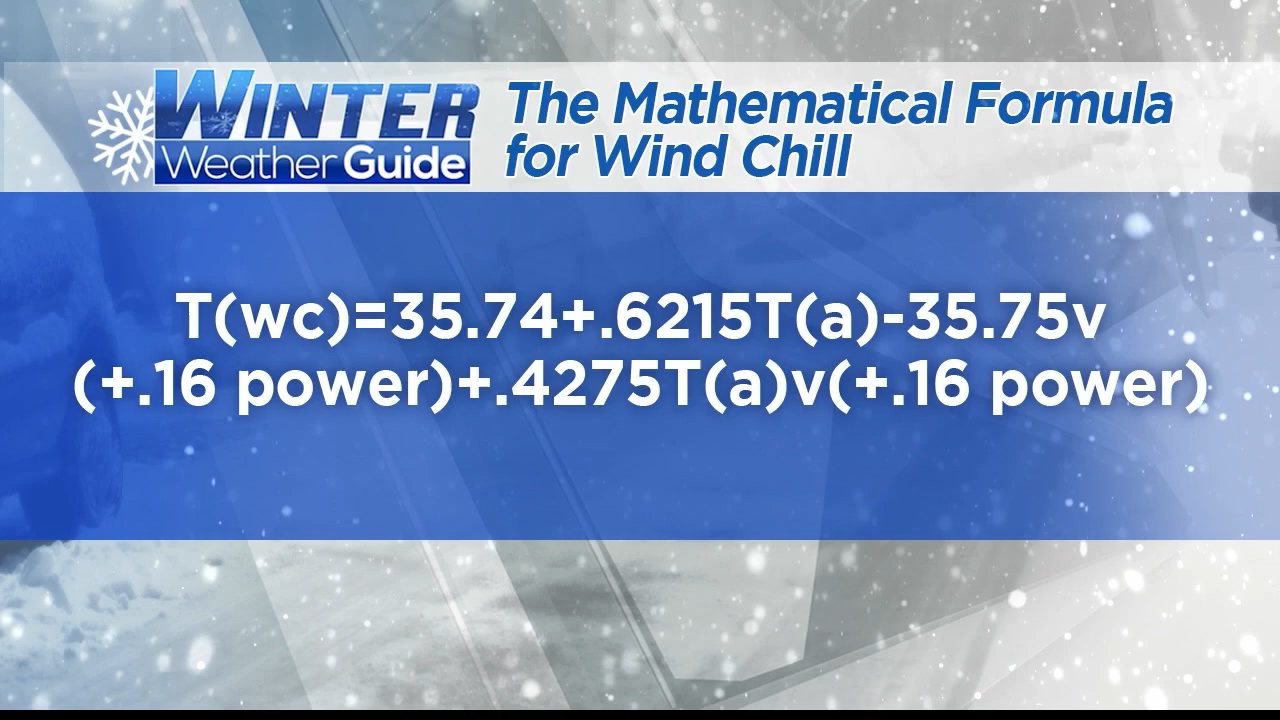 WINTER
Weather Guide
The Mathematical Formula
for Wind Chill
T(wc)=35.74+.6215T(a)-35.75v
(+.16 power)+.4275T(a)v(+.16 power)